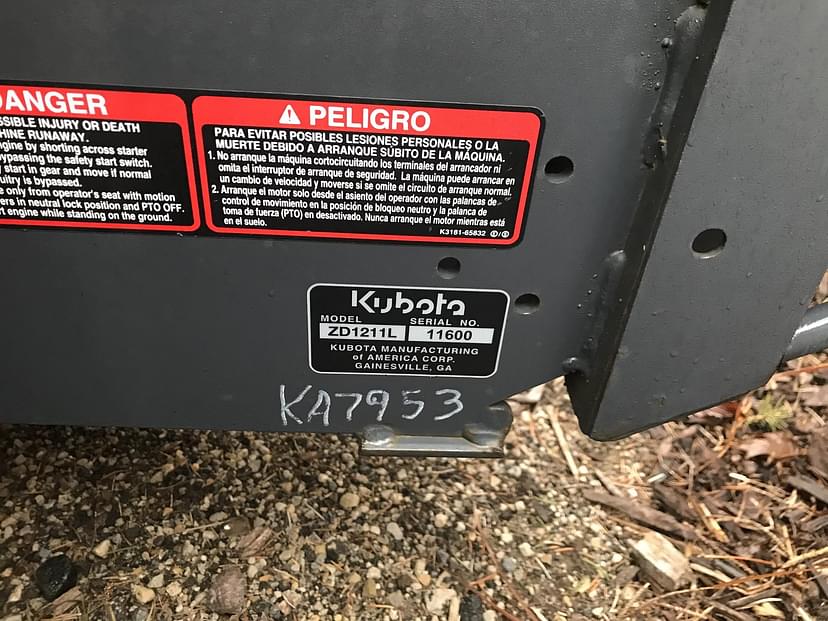 DANGER
POSSIBLE INJURY OR DEATH
MACHINE RUNAWAY.
engine by shorting across starter
bypassing the safety start switch.
start in gear and move if normal
circuitry is bypassed.
only from operator's seat with motion
levers in neutral lock position and PTO OFF.
engine while standing on the ground.
⚠ PELIGRO
PARA EVITAR POSIBLES LESIONES PERSONALES O LA
MUERTE DEBIDO A ARRANQUE SÚBITO DE LA MÁQUINA.
1. No arranque la máquina cortocircuitando los terminales del arrancador ni
omita el interruptor de arranque de seguridad. La máquina puede arrancar en
un cambio de velocidad y moverse si se omite el circuito de arranque normal.
2. Arranque el motor solo desde el asiento del operador con las palancas de
control de movimiento en la posición de bloqueo neutro y la palanca de
toma de fuerza (PTO) en desactivado. Nunca arranque el motor mientras está
en el suelo.
K3181-65832
Kubota
MODEL SERIAL NO.
ZD1211L 11600
KUBOTA MANUFACTURING
of AMERICA CORP.
GAINESVILLE, GA
KA7953